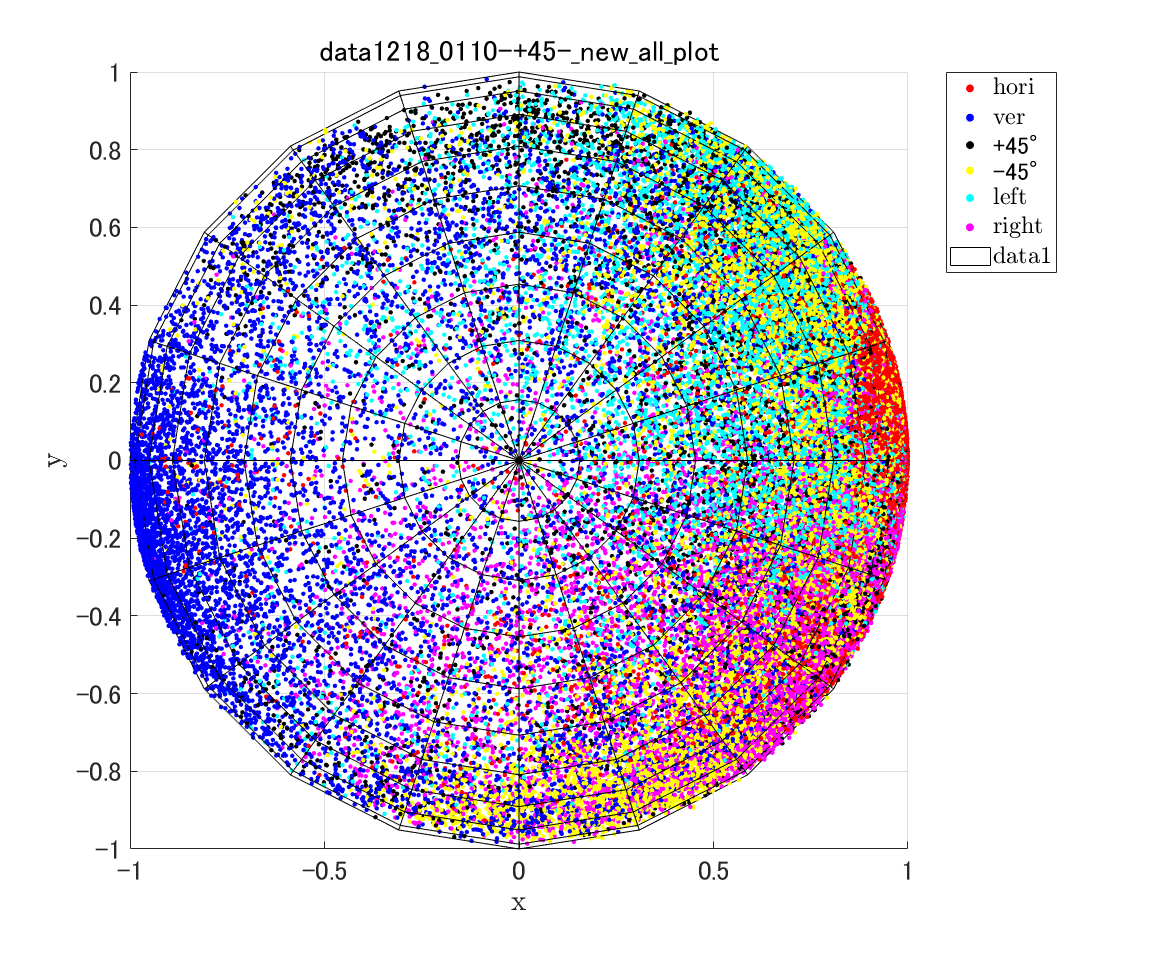 data1218_0110-+45-_new_all_plot
hori
ver
+45°
-45°
left
right
data1
1
0.8
0.6
0.4
0.2
0
-0.2
-0.4
-0.6
-0.8
-1
y
-1 -0.5 0 0.5 1
x